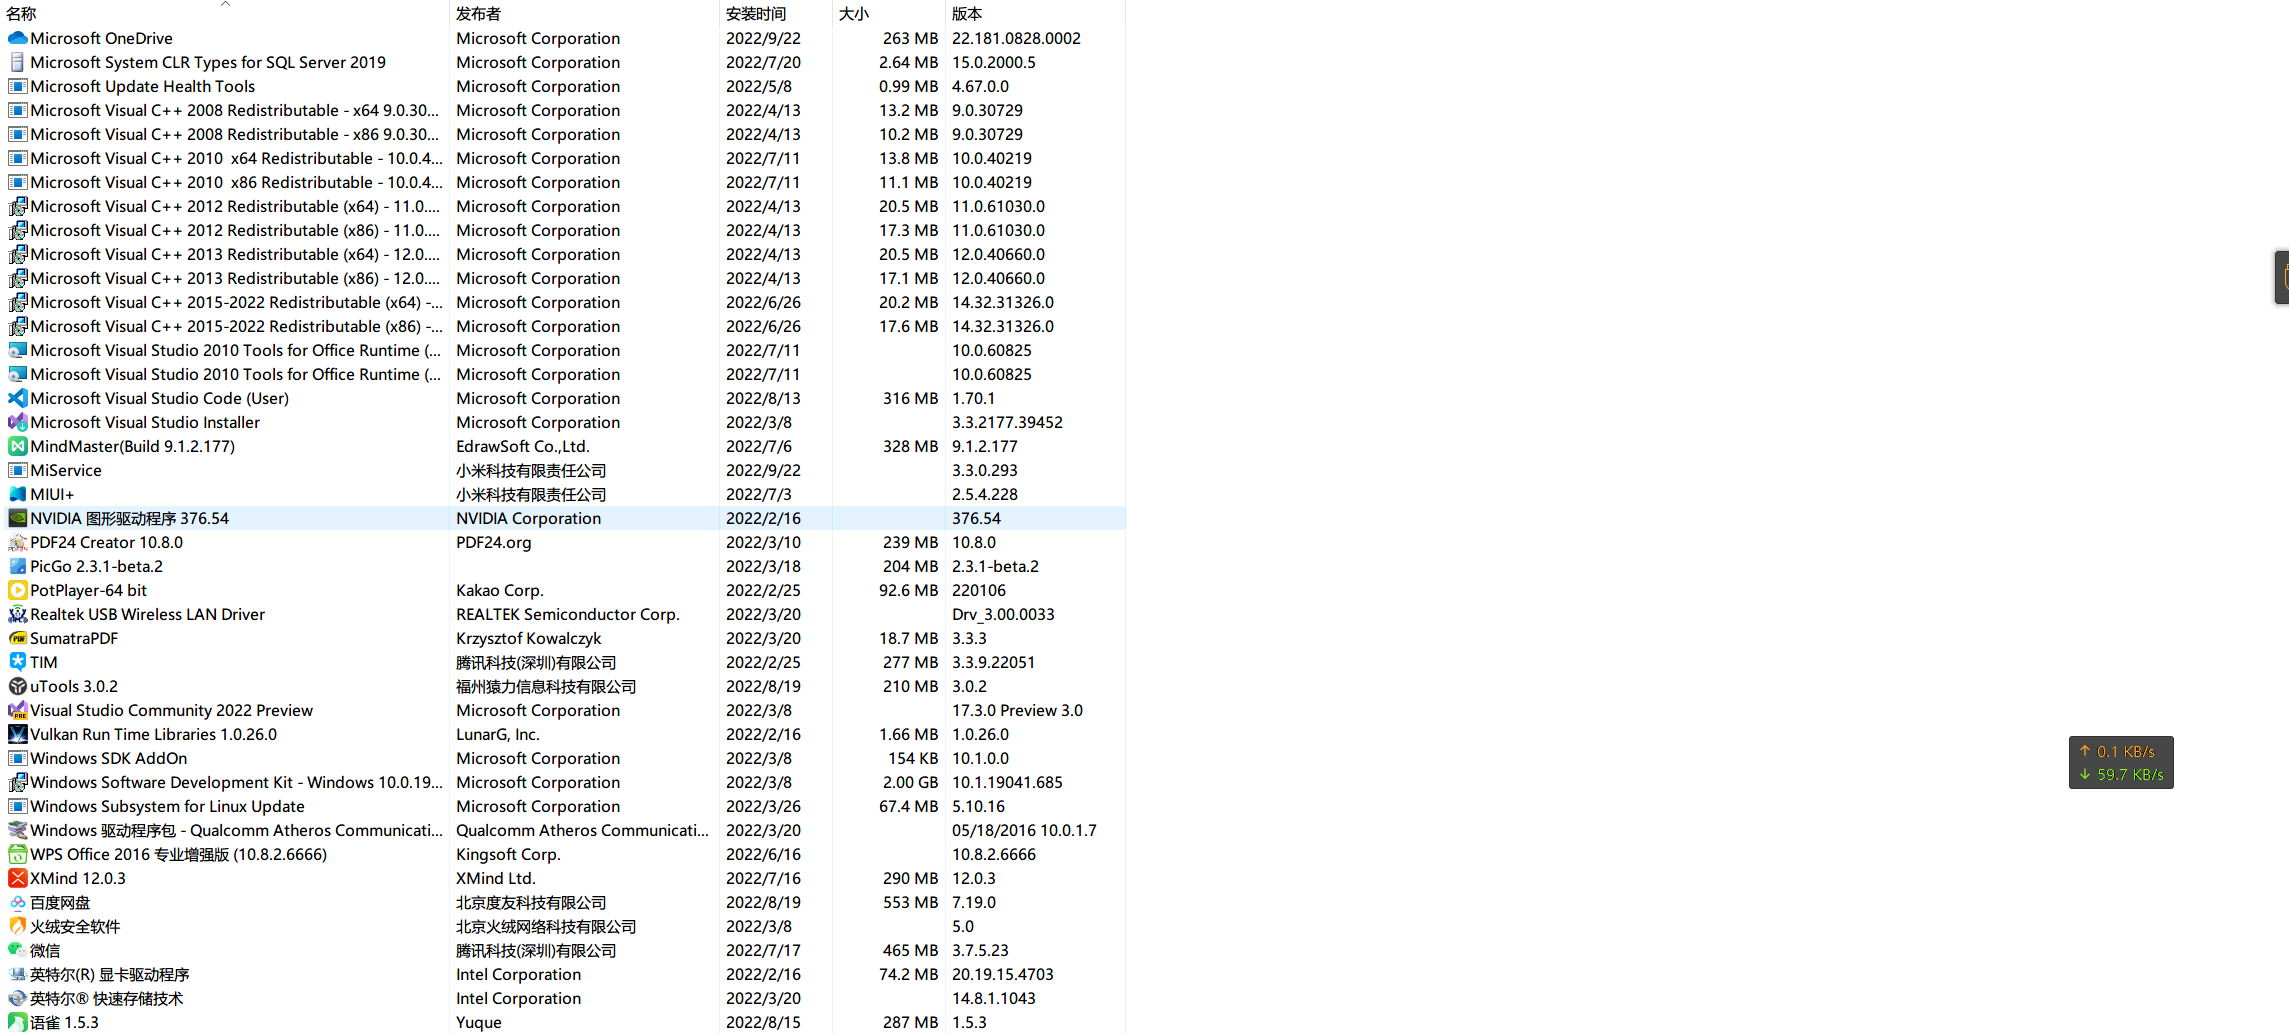 名称 发布者 安装时间 大小 版本
Microsoft OneDrive Microsoft Corporation 2022/9/22 263 MB 22.181.0828.0002
Microsoft System CLR Types for SQL Server 2019 Microsoft Corporation 2022/7/20 2.64 MB 15.0.2000.5
Microsoft Update Health Tools Microsoft Corporation 2022/5/8 0.99 MB 4.67.0.0
Microsoft Visual C++ 2008 Redistributable - x64 9.0.30... Microsoft Corporation 2022/4/13 13.2 MB 9.0.30729
Microsoft Visual C++ 2008 Redistributable - x86 9.0.30... Microsoft Corporation 2022/4/13 10.2 MB 9.0.30729
Microsoft Visual C++ 2010  x64 Redistributable - 10.0.4... Microsoft Corporation 2022/7/11 13.8 MB 10.0.40219
Microsoft Visual C++ 2010  x86 Redistributable - 10.0.4... Microsoft Corporation 2022/7/11 11.1 MB 10.0.40219
Microsoft Visual C++ 2012 Redistributable (x64) - 11.0.... Microsoft Corporation 2022/4/13 20.5 MB 11.0.61030.0
Microsoft Visual C++ 2012 Redistributable (x86) - 11.0.... Microsoft Corporation 2022/4/13 17.3 MB 11.0.61030.0
Microsoft Visual C++ 2013 Redistributable (x64) - 12.0.... Microsoft Corporation 2022/4/13 20.5 MB 12.0.40660.0
Microsoft Visual C++ 2013 Redistributable (x86) - 12.0.... Microsoft Corporation 2022/4/13 17.1 MB 12.0.40660.0
Microsoft Visual C++ 2015-2022 Redistributable (x64) -... Microsoft Corporation 2022/6/26 20.2 MB 14.32.31326.0
Microsoft Visual C++ 2015-2022 Redistributable (x86) -... Microsoft Corporation 2022/6/26 17.6 MB 14.32.31326.0
Microsoft Visual Studio 2010 Tools for Office Runtime (... Microsoft Corporation 2022/7/11 10.0.60825
Microsoft Visual Studio 2010 Tools for Office Runtime (... Microsoft Corporation 2022/7/11 10.0.60825
Microsoft Visual Studio Code (User) Microsoft Corporation 2022/8/13 316 MB 1.70.1
Microsoft Visual Studio Installer Microsoft Corporation 2022/3/8 3.3.2177.39452
MindMaster(Build 9.1.2.177) EdrawSoft Co.,Ltd. 2022/7/6 328 MB 9.1.2.177
MiService 小米科技有限责任公司 2022/9/22 3.3.0.293
MIUI+ 小米科技有限责任公司 2022/7/3 2.5.4.228
NVIDIA 图形驱动程序 376.54 NVIDIA Corporation 2022/2/16 376.54
PDF24 Creator 10.8.0 PDF24.org 2022/3/10 239 MB 10.8.0
PicGo 2.3.1-beta.2 2022/3/18 204 MB 2.3.1-beta.2
PotPlayer-64 bit Kakao Corp. 2022/2/25 92.6 MB 220106
Realtek USB Wireless LAN Driver REALTEK Semiconductor Corp. 2022/3/20 Drv_3.00.0033
SumatraPDF Krzysztof Kowalczyk 2022/3/20 18.7 MB 3.3.3
TIM 腾讯科技(深圳)有限公司 2022/2/25 277 MB 3.3.9.22051
uTools 3.0.2 福州猿力信息科技有限公司 2022/8/19 210 MB 3.0.2
Visual Studio Community 2022 Preview Microsoft Corporation 2022/3/8 17.3.0 Preview 3.0
Vulkan Run Time Libraries 1.0.26.0 LunarG, Inc. 2022/2/16 1.66 MB 1.0.26.0
↑ 0.1 KB/s
Windows SDK AddOn Microsoft Corporation 2022/3/8 154 KB 10.1.0.0
↓ 59.7 KB/s
Windows Software Development Kit - Windows 10.0.19... Microsoft Corporation 2022/3/8 2.00 GB 10.1.19041.685
Windows Subsystem for Linux Update Microsoft Corporation 2022/3/26 67.4 MB 5.10.16
Windows 驱动程序包 - Qualcomm Atheros Communicati... Qualcomm Atheros Communicati... 2022/3/20 05/18/2016 10.0.1.7
WPS Office 2016 专业增强版 (10.8.2.6666) Kingsoft Corp. 2022/6/16 10.8.2.6666
XMind 12.0.3 XMind Ltd. 2022/7/16 290 MB 12.0.3
百度网盘 北京度友科技有限公司 2022/8/19 553 MB 7.19.0
火绒安全软件 北京火绒网络科技有限公司 2022/3/8 5.0
微信 腾讯科技(深圳)有限公司 2022/7/17 465 MB 3.7.5.23
英特尔(R) 显卡驱动程序 Intel Corporation 2022/2/16 74.2 MB 20.19.15.4703
英特尔® 快速存储技术 Intel Corporation 2022/3/20 14.8.1.1043
语雀 1.5.3 Yuque 2022/8/15 287 MB 1.5.3